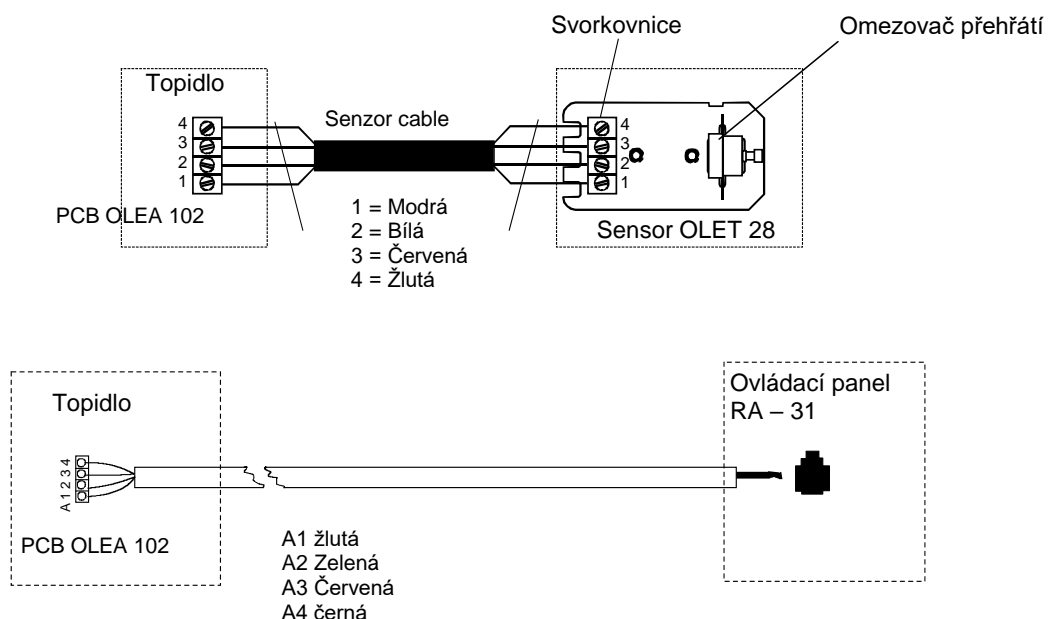 Svorkovnice
Omezovač přehřátí
Topidlo
Senzor cable
4
3
2
1
4
3
2
1
PCB OLEA 102
1 = Modrá
2 = Bílá
3 = Červená
4 = Žlutá
Sensor OLET 28
Topidlo
Ovládací panel
RA – 31
A 1 2 3 4
PCB OLEA 102
A1 žlutá
A2 Zelená
A3 Červená
A4 černá